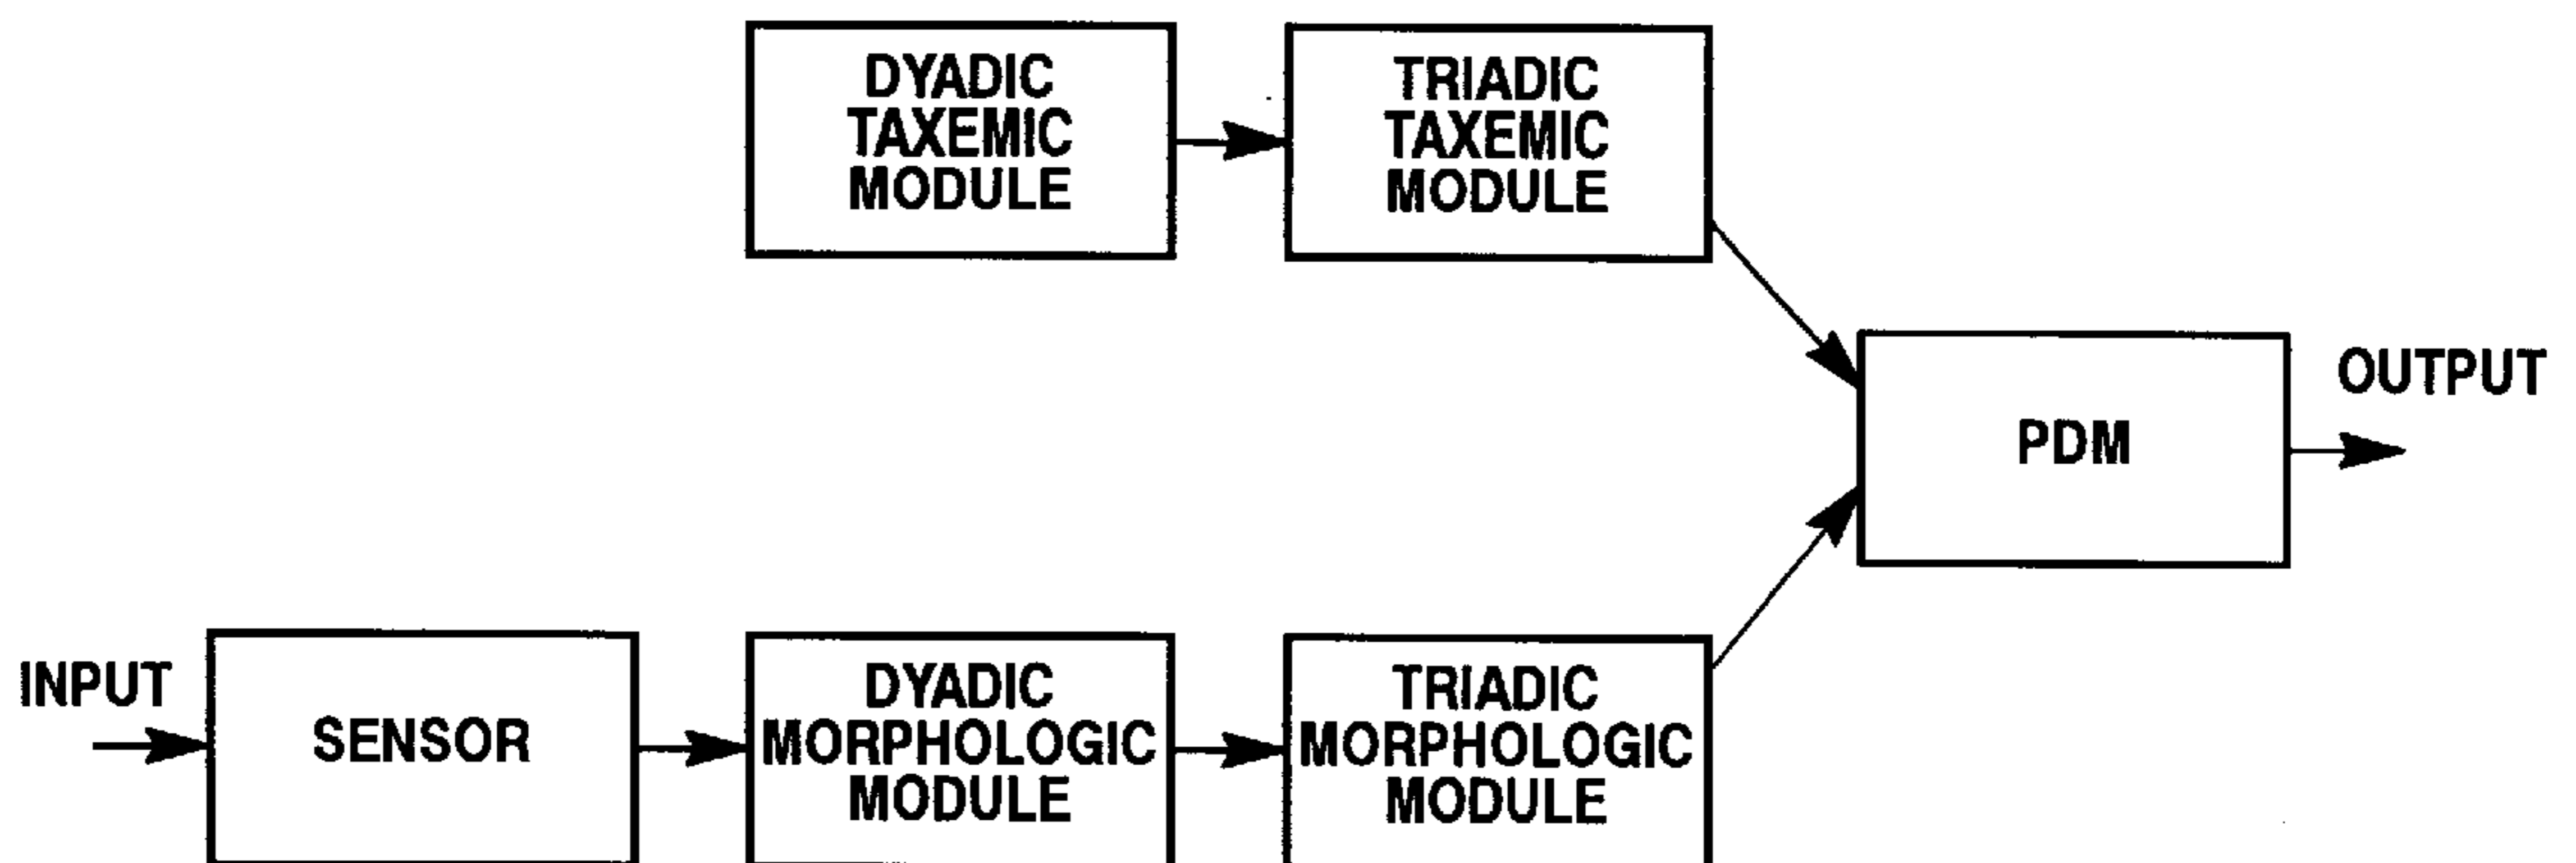 DYADIC
TAXEMIC
MODULE
TRIADIC
TAXEMIC
MODULE
PDM
OUTPUT
INPUT
SENSOR
DYADIC
MORPHOLOGIC
MODULE
TRIADIC
MORPHOLOGIC
MODULE